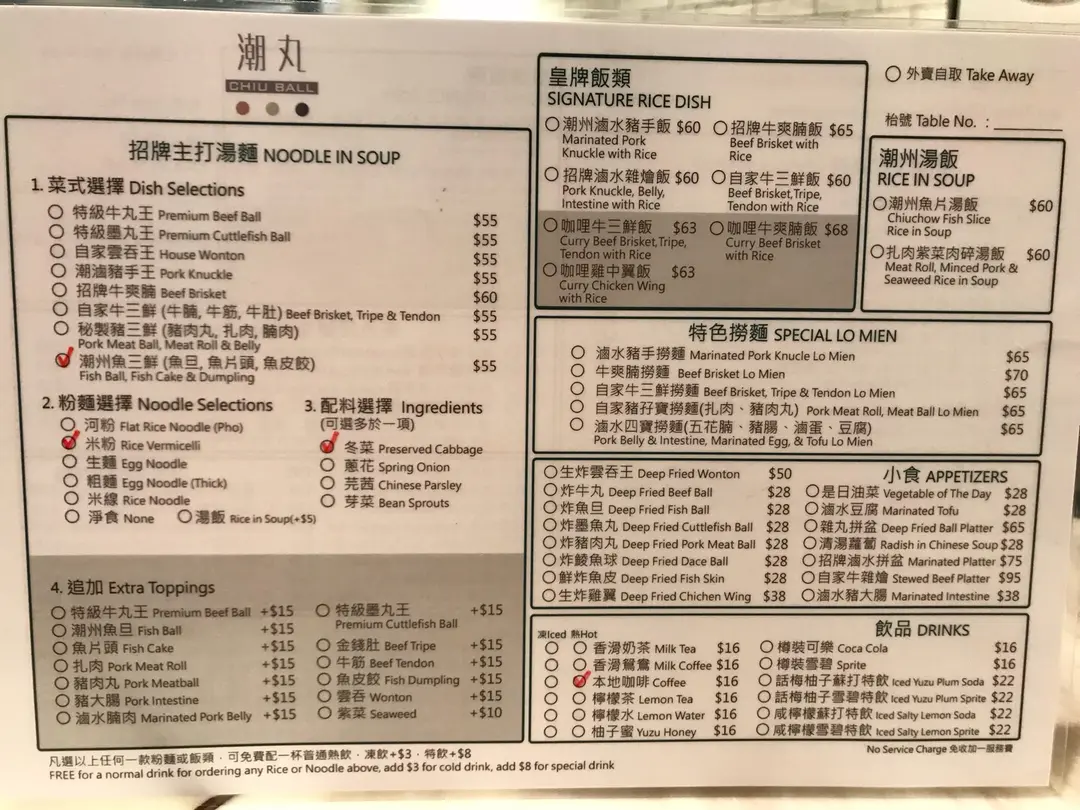 潮丸
CHIU BALL
招牌主打湯麵 NOODLE IN SOUP
1. 菜式選擇 Dish Selections
特級牛丸王 Premium Beef Ball $55
特級墨丸王 Premium Cuttlefish Ball $55
自家雲吞王 House Wonton $55
潮滷豬手王 Pork Knuckle $55
招牌牛爽腩 Beef Brisket $60
自家牛三鮮 (牛腩, 牛筋, 牛肚) Beef Brisket, Tripe & Tendon $55
秘製豬三鮮 (豬肉丸, 扎肉, 腩肉) $55
Pork Meat Ball, Meat Roll & Belly
潮州魚三鮮 (魚旦, 魚片頭, 魚皮餃) $55
Fish Ball, Fish Cake & Dumpling
2. 粉麵選擇 Noodle Selections
河粉 Flat Rice Noodle (Pho)
米粉 Rice Vermicelli
生麵 Egg Noodle
粗麵 Egg Noodle (Thick)
米線 Rice Noodle
淨食 None 湯飯 Rice in Soup(+$5)
3. 配料選擇 Ingredients
(可選多於一項)
冬菜 Preserved Cabbage
蔥花 Spring Onion
芫茜 Chinese Parsley
芽菜 Bean Sprouts
4. 追加 Extra Toppings
特級牛丸王 Premium Beef Ball +$15
潮州魚旦 Fish Ball +$15
魚片頭 Fish Cake +$15
扎肉 Pork Meat Roll +$15
豬肉丸 Pork Meatball +$15
豬大腸 Pork Intestine +$15
滷水腩肉 Marinated Pork Belly +$15
特級墨丸王 +$15
Premium Cuttlefish Ball
金錢肚 Beef Tripe +$15
牛筋 Beef Tendon +$15
魚皮餃 Fish Dumpling +$15
雲吞 Wonton +$15
紫菜 Seaweed +$10
凡選以上任何一款粉麵或飯類﹐可免費配一杯普通熱飲﹐凍飲+$3﹐特飲+$8
FREE for a normal drink for ordering any Rice or Noodle above, add $3 for cold drink, add $8 for special drink
皇牌飯類
SIGNATURE RICE DISH
潮州滷水豬手飯 $60
Marinated Pork
Knuckle with Rice
招牌牛爽腩飯 $65
Beef Brisket with
Rice
招牌滷水雜燴飯 $60
Pork Knuckle, Belly,
Intestine with Rice
自家牛三鮮飯 $60
Beef Brisket,Tripe,
Tendon with Rice
咖哩牛三鮮飯 $63
Curry Beef Brisket,Tripe,
Tendon with Rice
咖哩牛爽腩飯 $68
Curry Beef Brisket
with Rice
咖哩雞中翼飯 $63
Curry Chicken Wing
with Rice
外賣自取 Take Away
枱號 Table No. : ________
潮州湯飯
RICE IN SOUP
潮州魚片湯飯 $60
Chiuchow Fish Slice
Rice in Soup
扎肉紫菜肉碎湯飯 $60
Meat Roll, Minced Pork &
Seaweed Rice in Soup
特色撈麵 SPECIAL LO MIEN
滷水豬手撈麵 Marinated Pork Knucle Lo Mien $65
牛爽腩撈麵 Beef Brisket Lo Mien $70
自家牛三鮮撈麵 Beef Brisket, Tripe & Tendon Lo Mien $65
自家豬孖寶撈麵(扎肉、豬肉丸) Pork Meat Roll, Meat Ball Lo Mien $65
滷水四寶撈麵(五花腩、豬腸、滷蛋、豆腐) $65
Pork Belly & Intestine, Marinated Egg, & Tofu Lo Mien
小食 APPETIZERS
生炸雲吞王 Deep Fried Wonton $50
炸牛丸 Deep Fried Beef Ball $28
炸魚旦 Deep Fried Fish Ball $28
炸墨魚丸 Deep Fried Cuttlefish Ball $28
炸豬肉丸 Deep Fried Pork Meat Ball $28
炸鯪魚球 Deep Fried Dace Ball $28
鮮炸魚皮 Deep Fried Fish Skin $28
生炸雞翼 Deep Fried Chichen Wing $38
是日油菜 Vegetable of The Day $28
滷水豆腐 Marinated Tofu $28
雜丸拼盆 Deep Fried Ball Platter $65
清湯蘿蔔 Radish in Chinese Soup $28
招牌滷水拼盆 Marinated Platter $75
自家牛雜燴 Stewed Beef Platter $95
滷水豬大腸 Marinated Intestine $38
飲品 DRINKS
凍Iced 熱Hot
香滑奶茶 Milk Tea $16
香滑鴛鴦 Milk Coffee $16
本地咖啡 Coffee $16
檸檬茶 Lemon Tea $16
檸檬水 Lemon Water $16
柚子蜜 Yuzu Honey $16
樽裝可樂 Coca Cola $16
樽裝雪碧 Sprite $16
話梅柚子蘇打特飲 Iced Yuzu Plum Soda $22
話梅柚子雪碧特飲 Iced Yuzu Plum Sprite $22
咸檸檬蘇打特飲 Iced Salty Lemon Soda $22
咸檸檬雪碧特飲 Iced Salty Lemon Sprite $22
No Service Charge 免收加一服務費